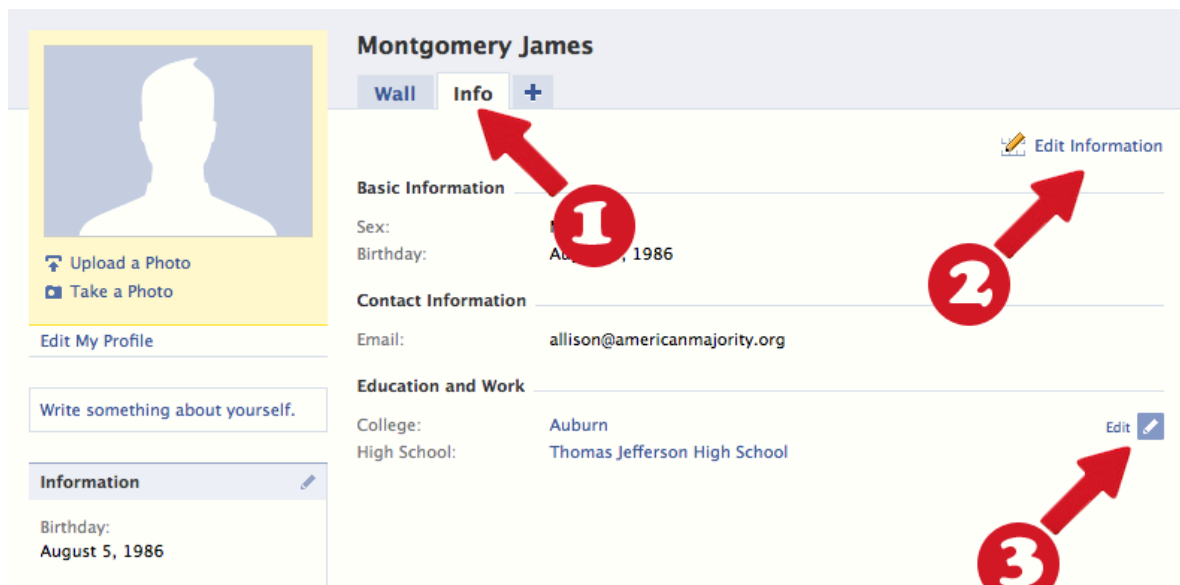 Montgomery James
Wall Info +
Edit Information
Upload a Photo
Take a Photo
Edit My Profile
Write something about yourself.
Information
Birthday:
August 5, 1986
Basic Information
Sex:
Birthday: 1986
Contact Information
Email: allison@americanmajority.org
Education and Work
College: Auburn
Edit
High School: Thomas Jefferson High School
1
2
3